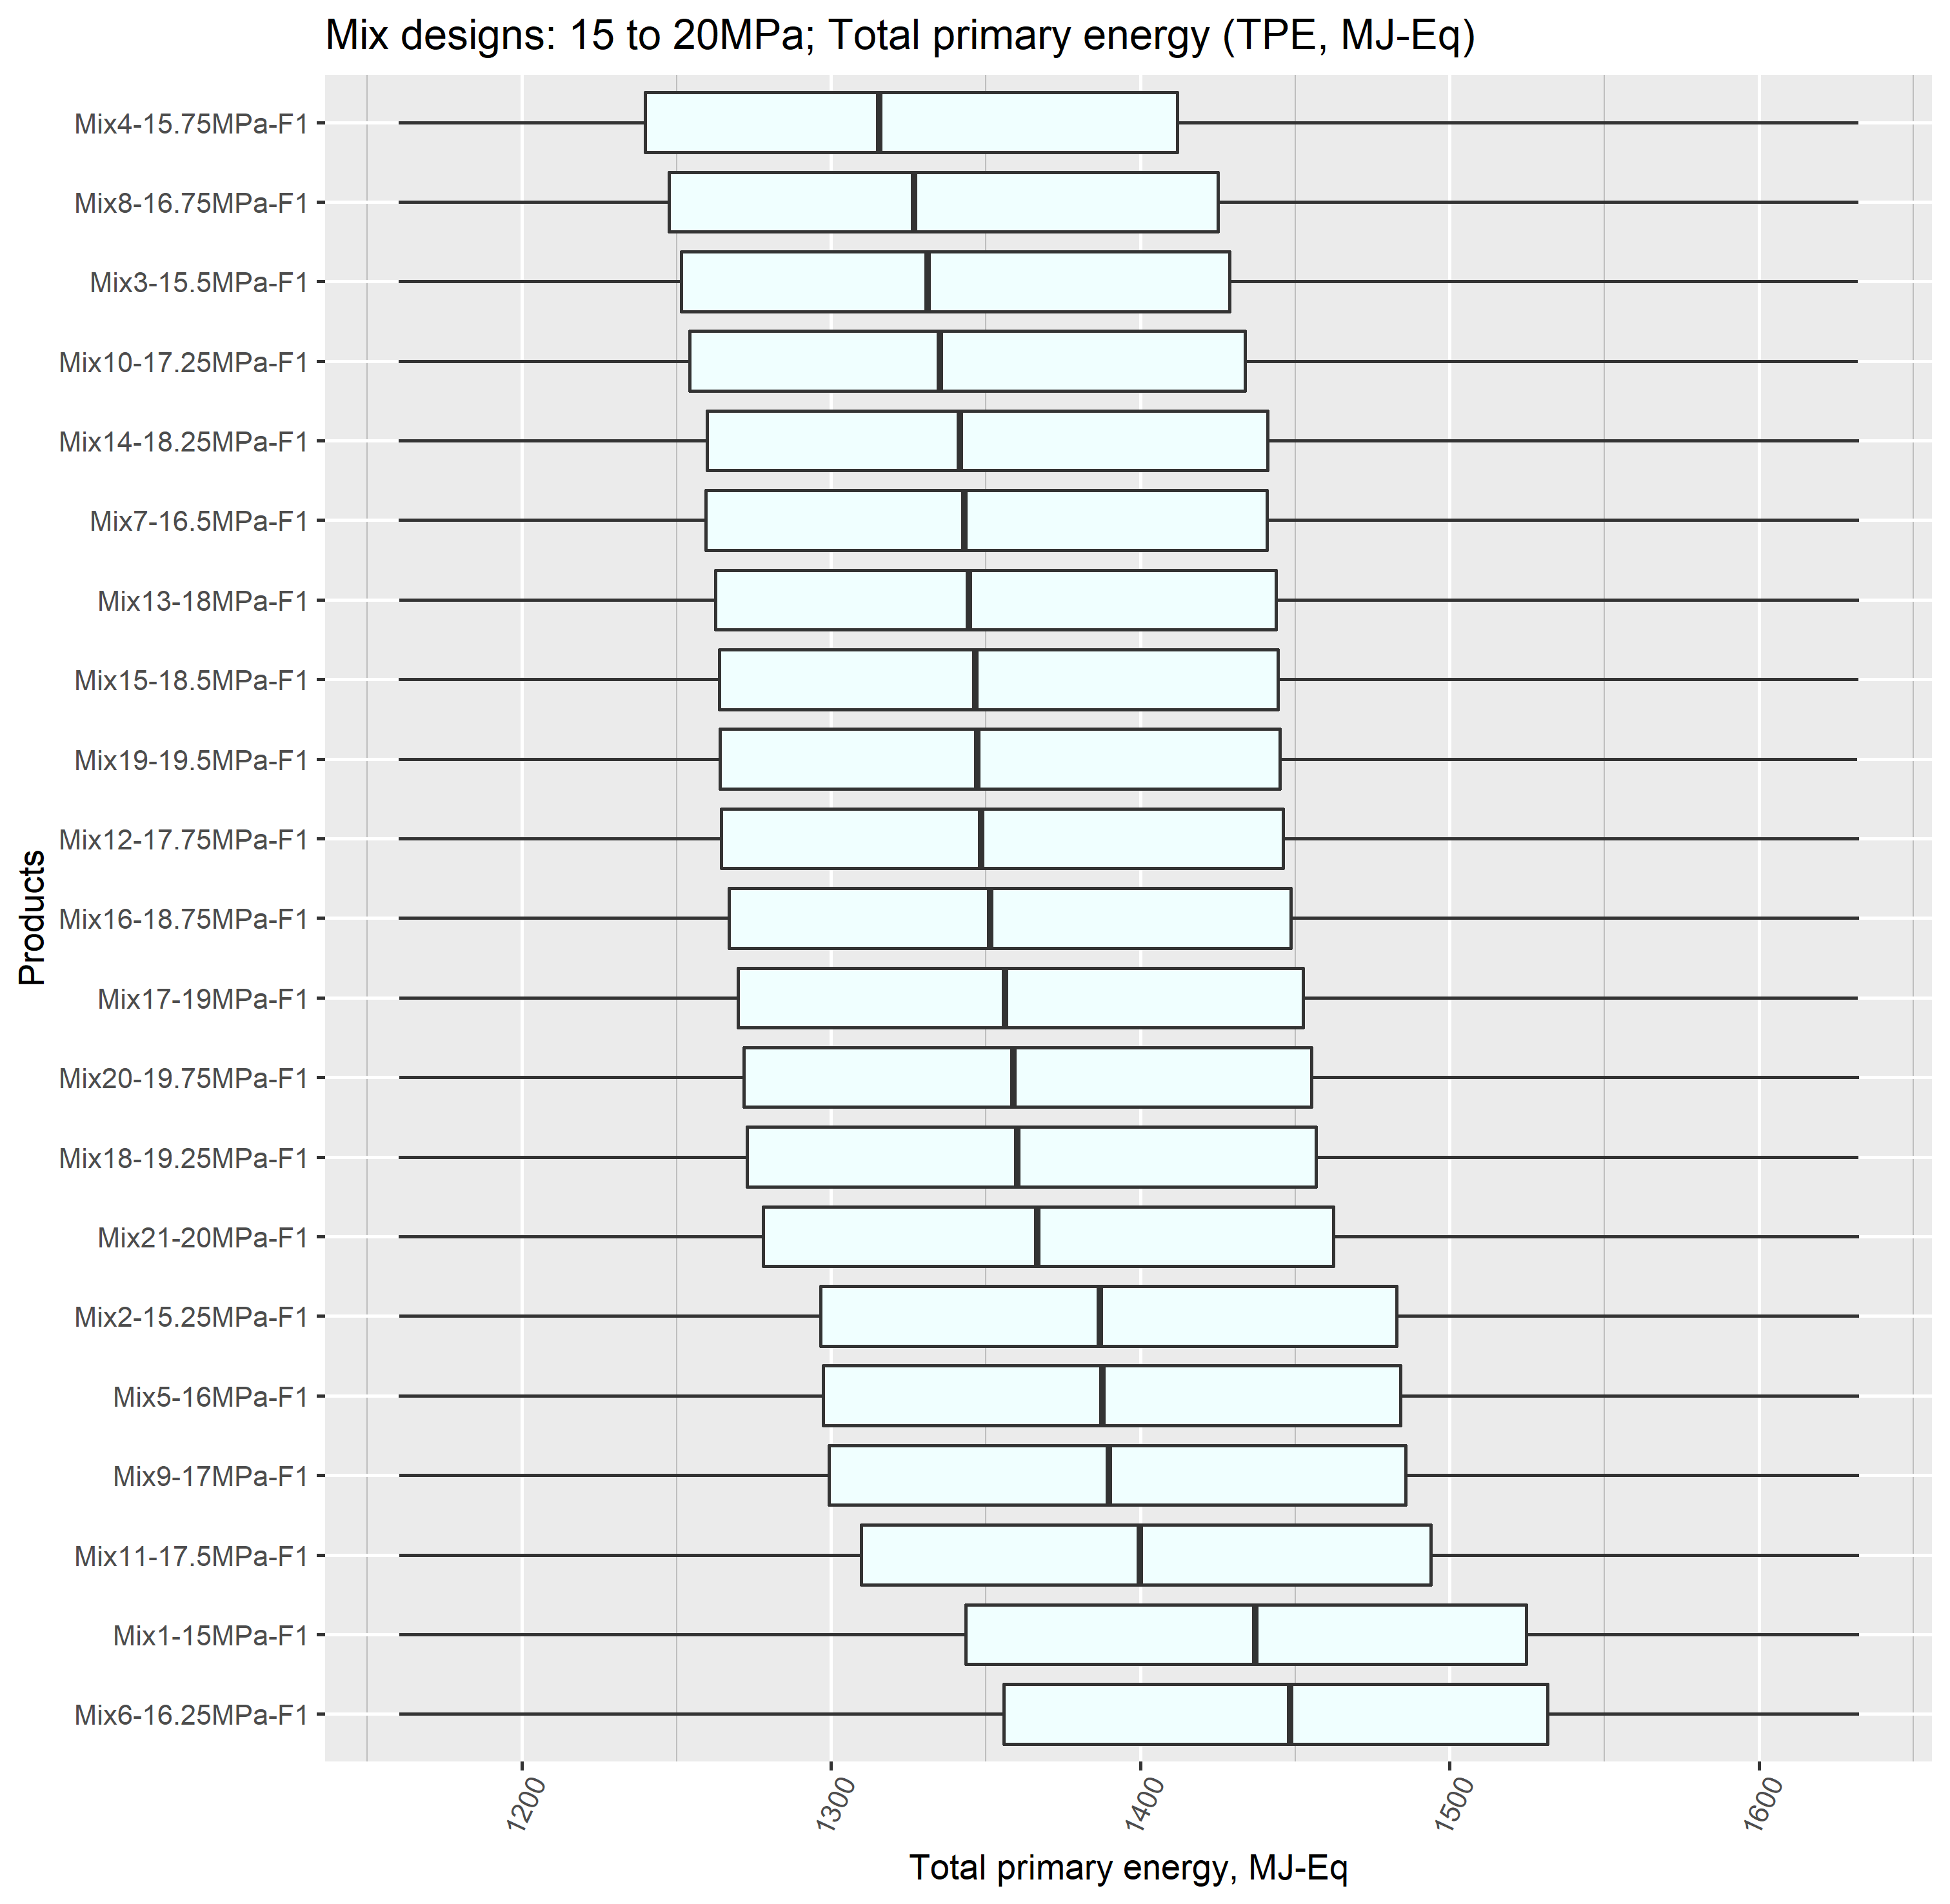 Mix designs: 15 to 20MPa; Total primary energy (TPE, MJ-Eq)
Products
Mix4-15.75MPa-F1
Mix8-16.75MPa-F1
Mix3-15.5MPa-F1
Mix10-17.25MPa-F1
Mix14-18.25MPa-F1
Mix7-16.5MPa-F1
Mix13-18MPa-F1
Mix15-18.5MPa-F1
Mix19-19.5MPa-F1
Mix12-17.75MPa-F1
Mix16-18.75MPa-F1
Mix17-19MPa-F1
Mix20-19.75MPa-F1
Mix18-19.25MPa-F1
Mix21-20MPa-F1
Mix2-15.25MPa-F1
Mix5-16MPa-F1
Mix9-17MPa-F1
Mix11-17.5MPa-F1
Mix1-15MPa-F1
Mix6-16.25MPa-F1
1200 1300 1400 1500 1600
Total primary energy, MJ-Eq